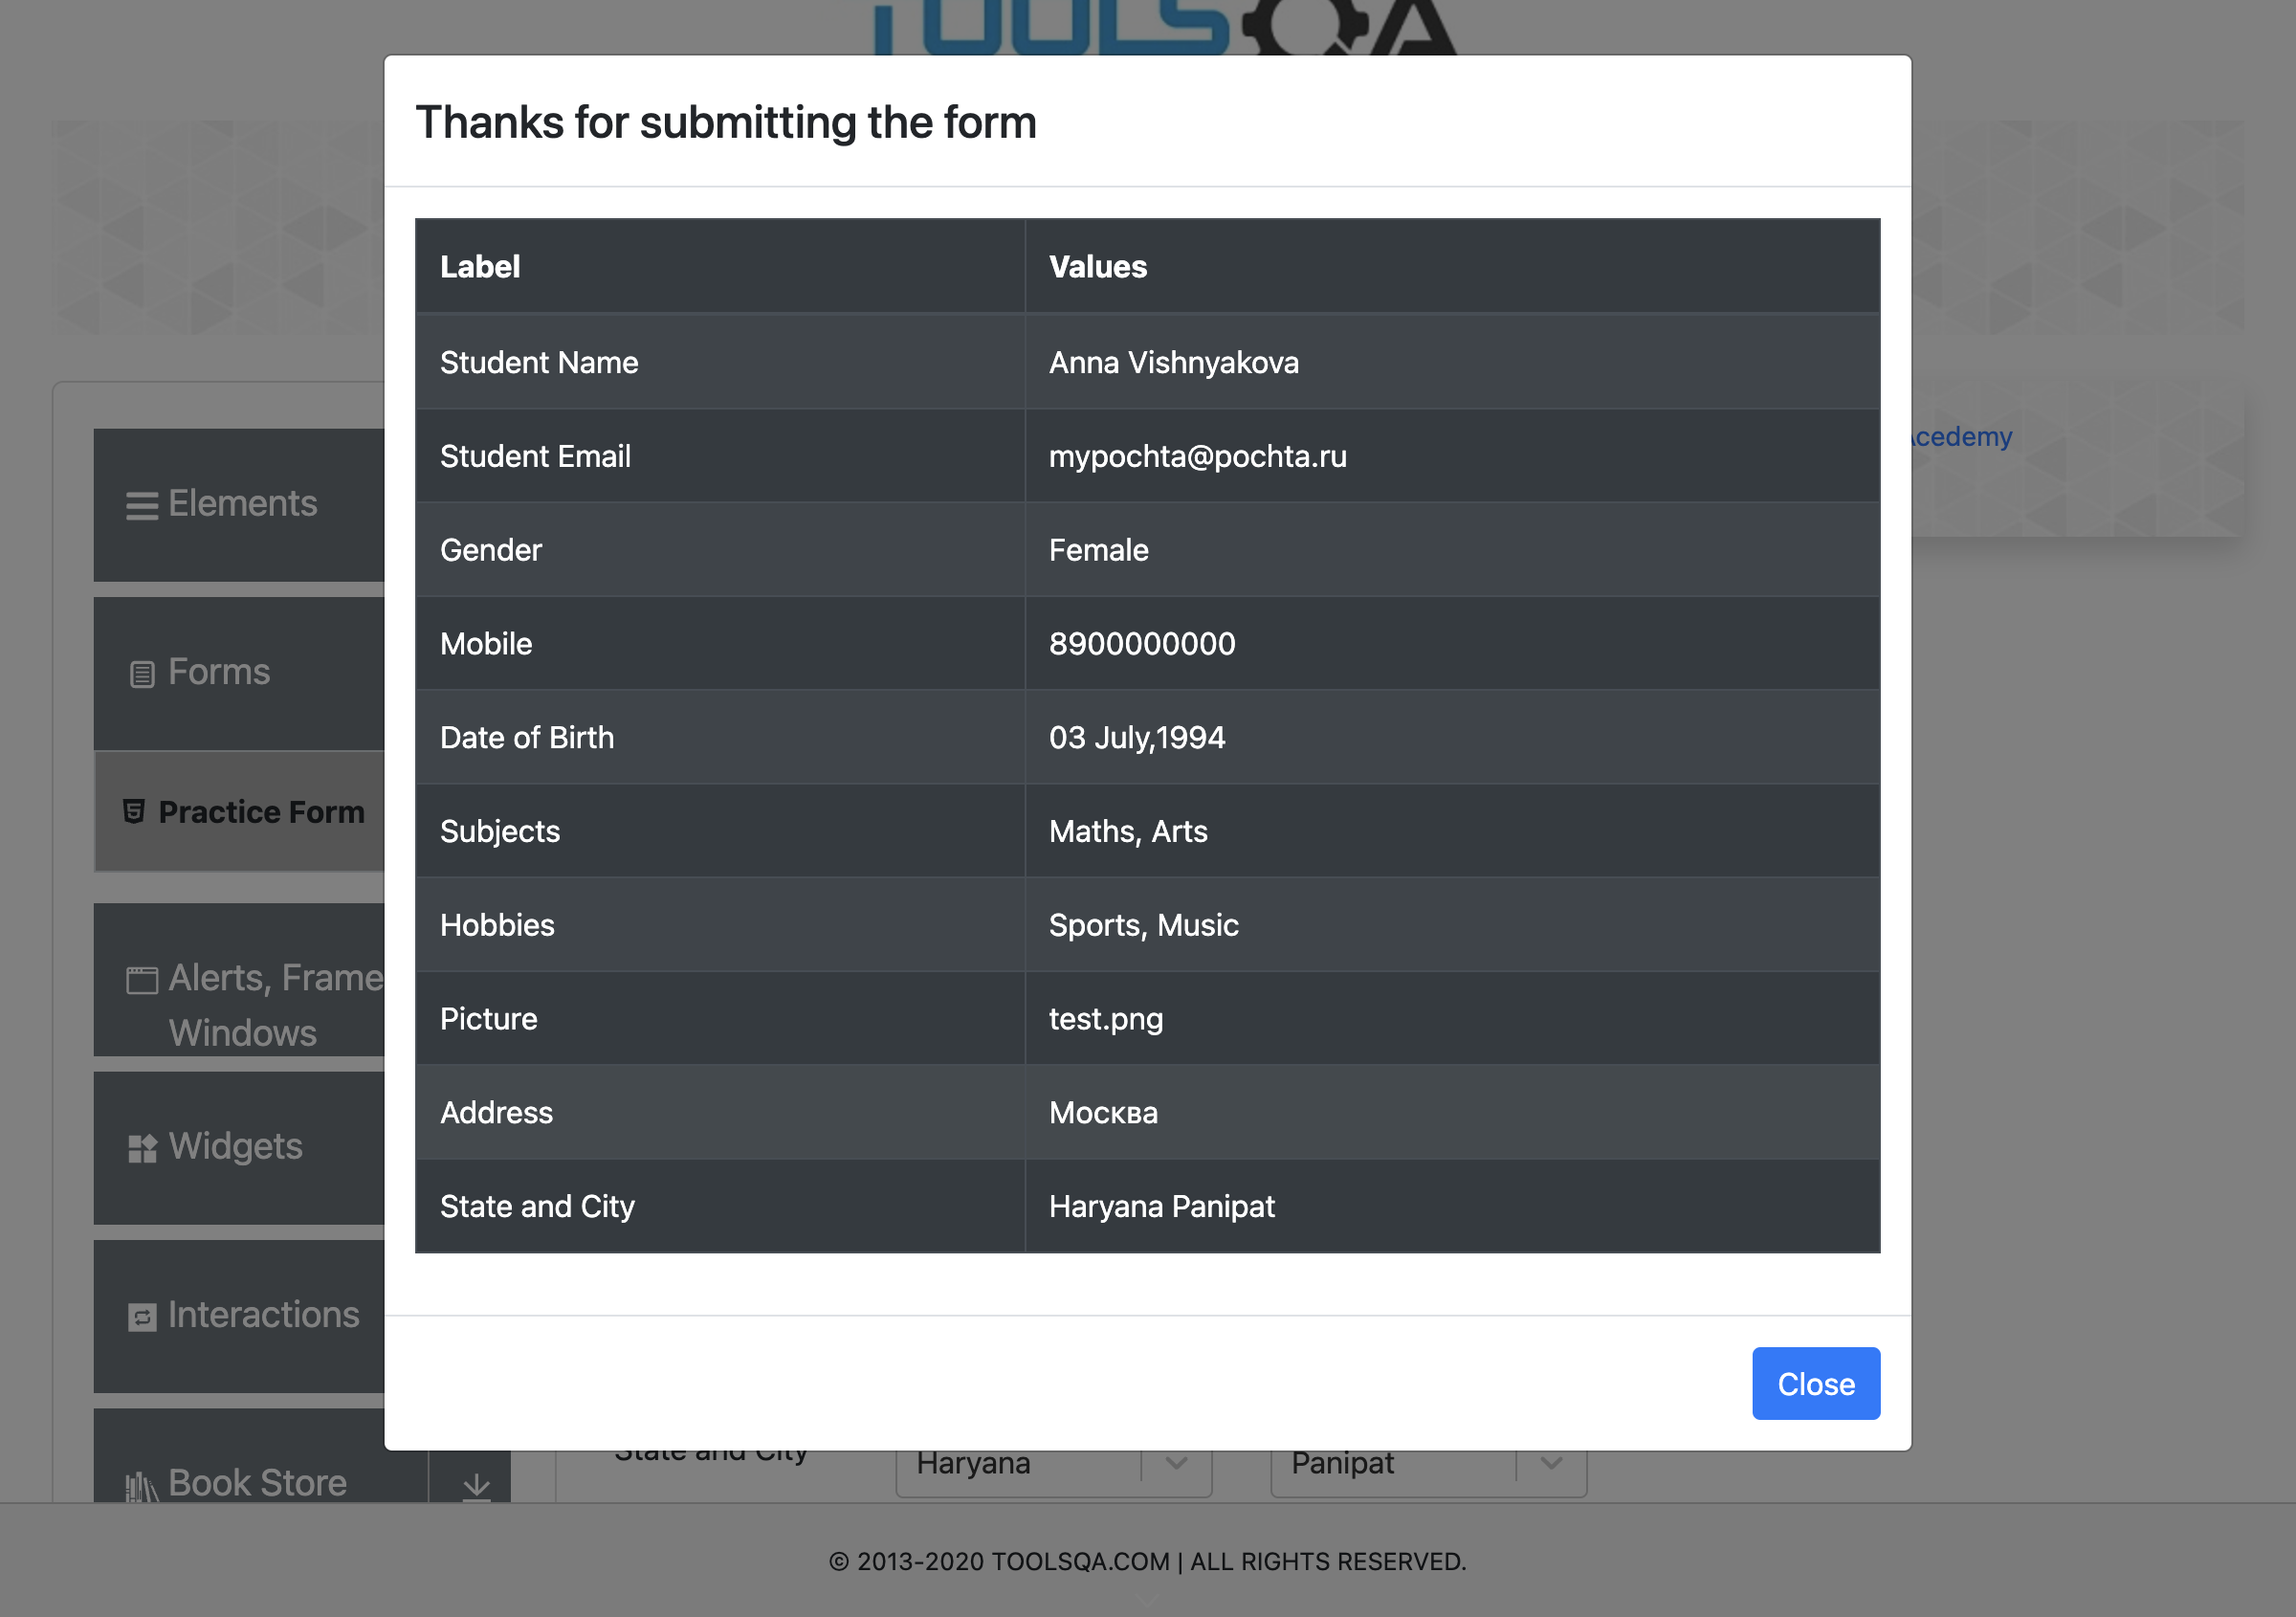 TOOLSQA
Thanks for submitting the form
Label Values
Student Name Anna Vishnyakova
Student Email mypochta@pochta.ru
Gender Female
Mobile 8900000000
Date of Birth 03 July,1994
Subjects Maths, Arts
Hobbies Sports, Music
Picture test.png
Address Москва
State and City Haryana Panipat
Close
Elements
Forms
Practice Form
Alerts, Frame
Windows
Widgets
Interactions
Book Store
Acedemy
State and City Haryana Panipat
© 2013-2020 TOOLSQA.COM | ALL RIGHTS RESERVED.